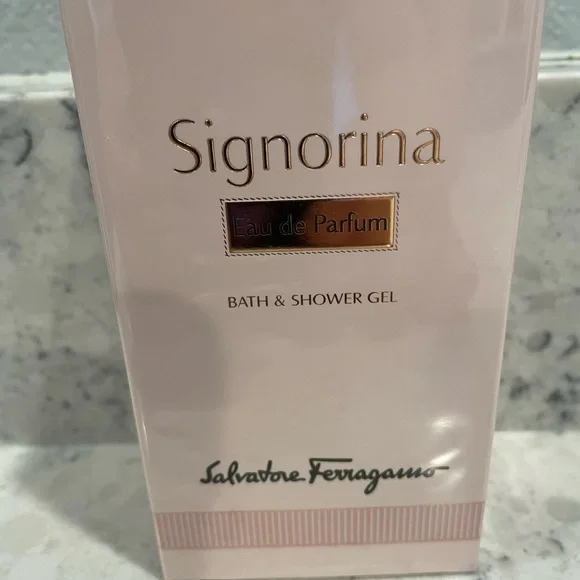 Signorina
Eau de Parfum
BATH & SHOWER GEL
Salvatore Ferragamo